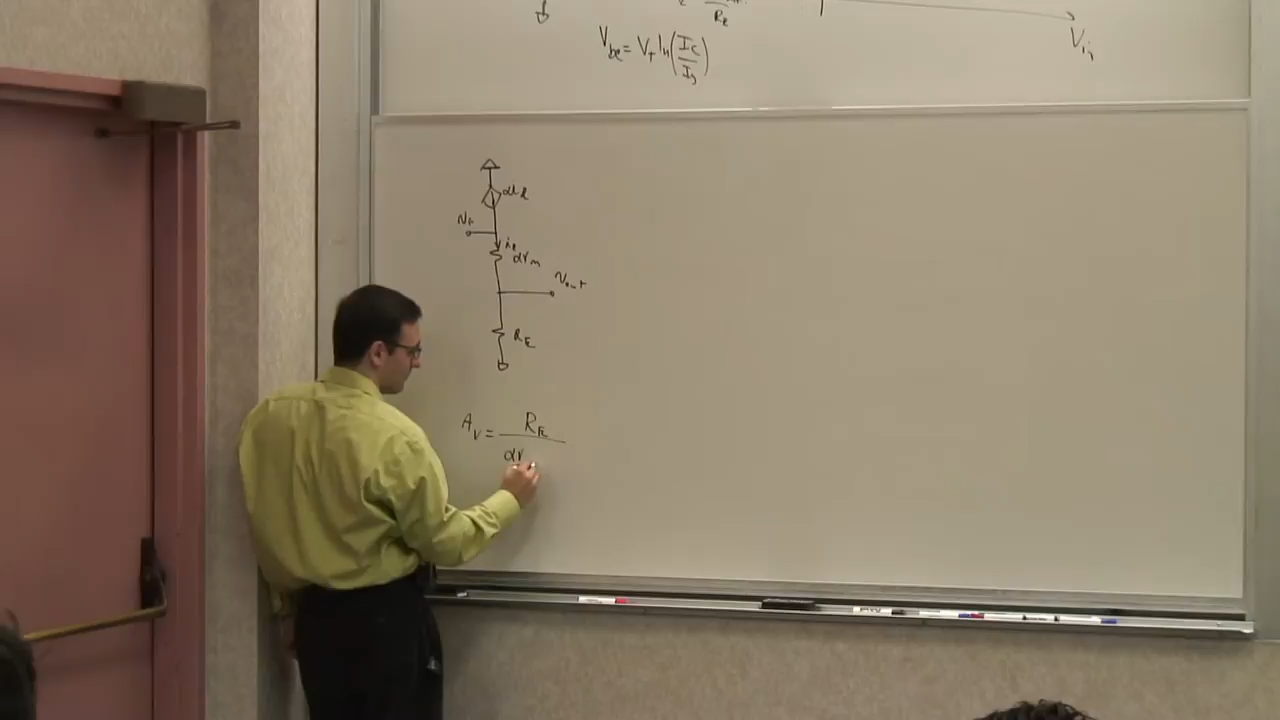 R_E
V_in
V_be = V_T ln(I_C/I_S)
αi_e
v_in
i_e
αr_m
v_out
R_E
A_V = R_E
αr